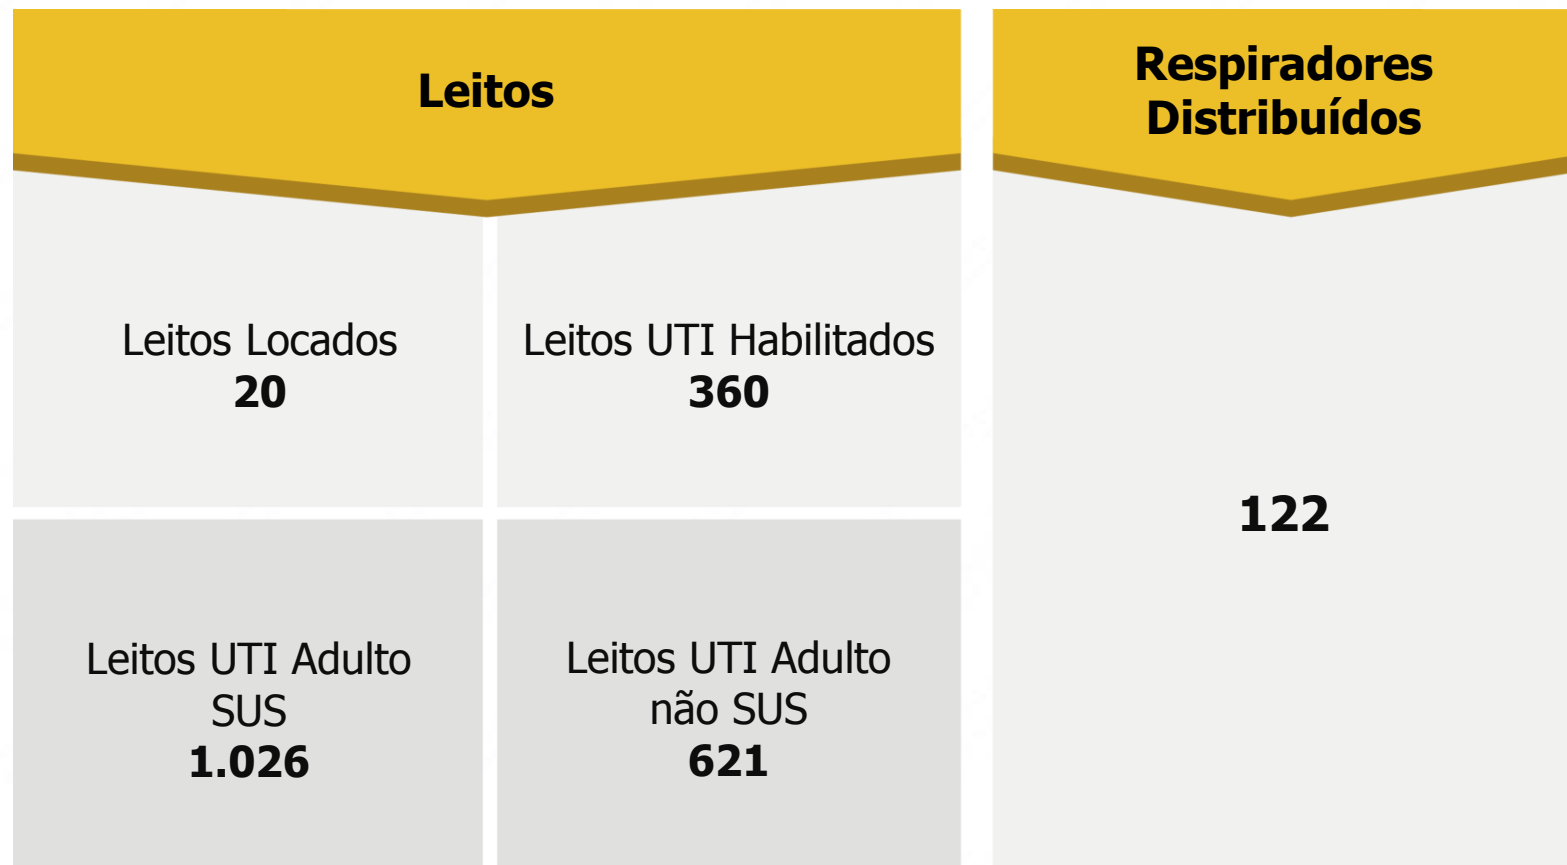 Leitos
Leitos Locados
20
Leitos UTI Habilitados
360
Leitos UTI Adulto
SUS
1.026
Leitos UTI Adulto
não SUS
621
Respiradores
Distribuídos
122